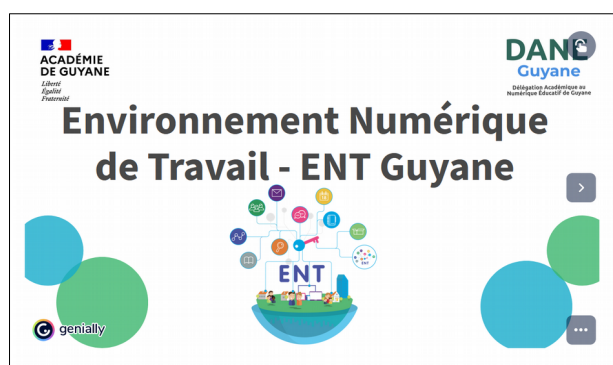 ACADÉMIE
DE GUYANE
Liberté
Égalité
Fraternité
DANE
Guyane
Délégation Académique au
Numérique Éducatif de Guyane
Environnement Numérique
de Travail - ENT Guyane
ENT
ENT
genially